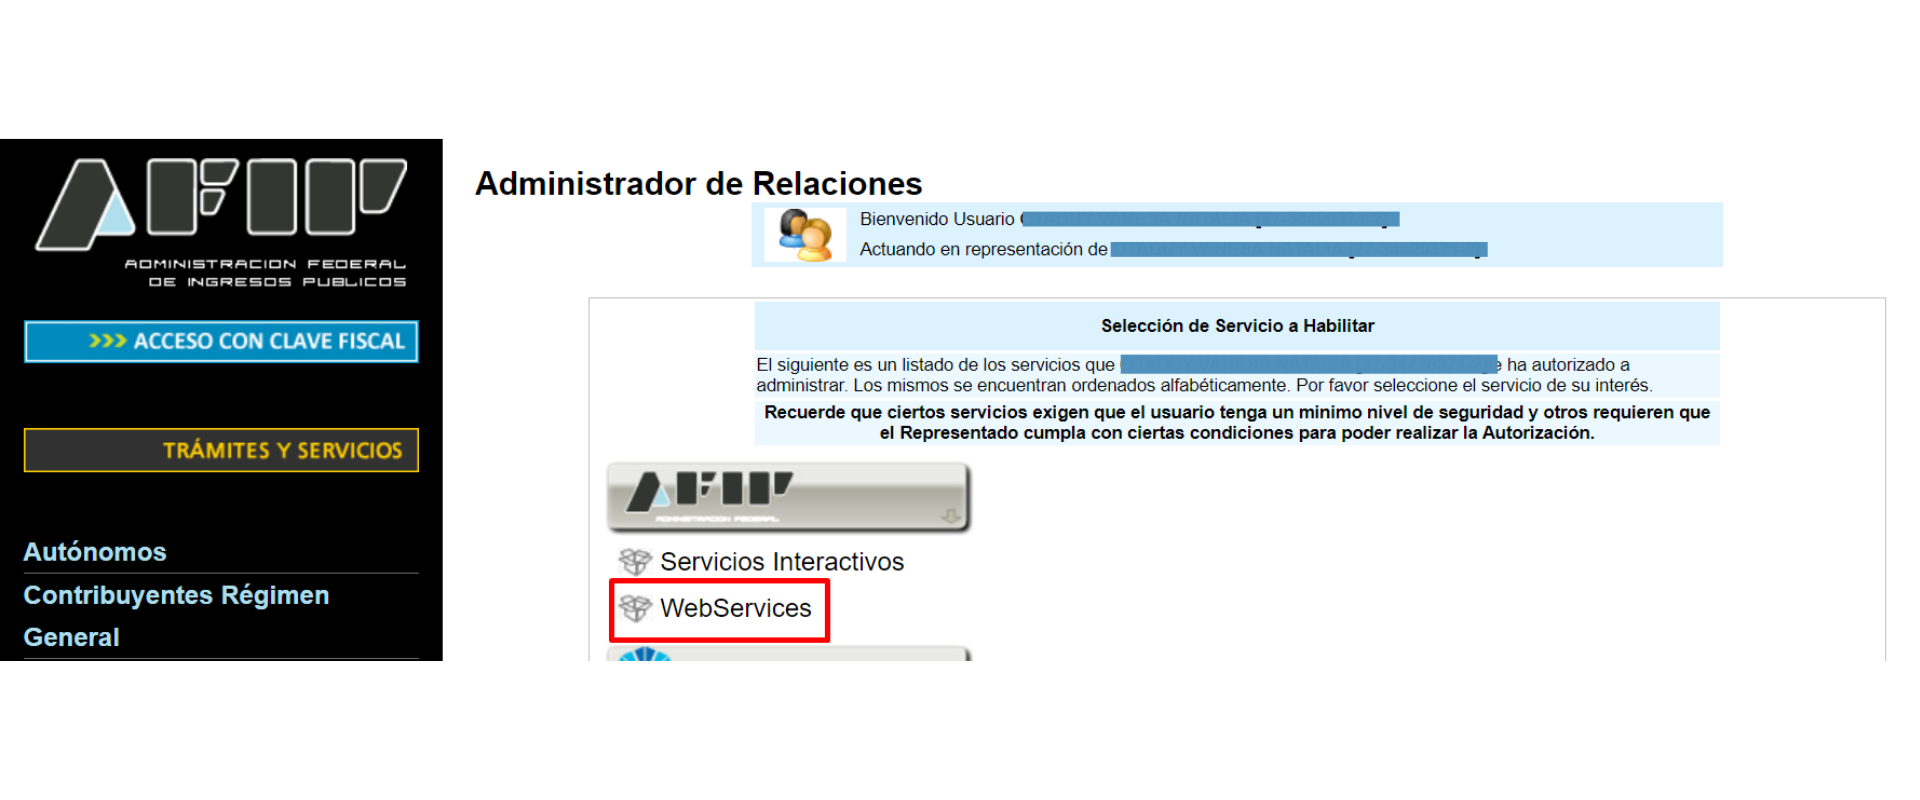 AFIP
ADMINISTRACION FEDERAL
DE INGRESOS PUBLICOS
>>> ACCESO CON CLAVE FISCAL
TRÁMITES Y SERVICIOS
Autónomos
Contribuyentes Régimen
General
Administrador de Relaciones
Bienvenido Usuario
Actuando en representación de
Selección de Servicio a Habilitar
El siguiente es un listado de los servicios que ha autorizado a
administrar. Los mismos se encuentran ordenados alfabéticamente. Por favor seleccione el servicio de su interés.
Recuerde que ciertos servicios exigen que el usuario tenga un minimo nivel de seguridad y otros requieren que
el Representado cumpla con ciertas condiciones para poder realizar la Autorización.
AFIP
ADMINISTRACION FEDERAL
Servicios Interactivos
WebServices